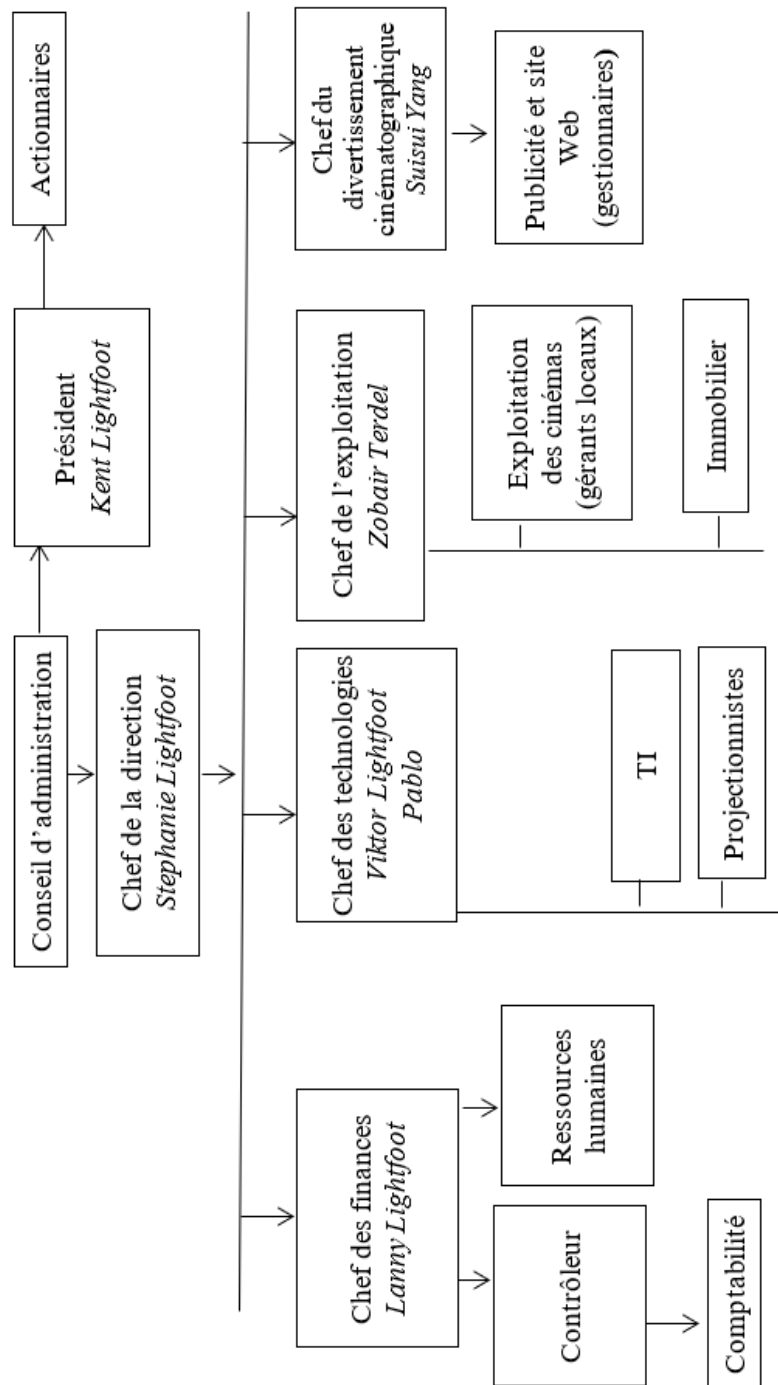 Conseil d'administration
Président
Kent Lightfoot
Actionnaires
Chef de la direction
Stephanie Lightfoot
Chef des finances
Lanny Lightfoot
Chef des technologies
Viktor Lightfoot
Pablo
Chef de l'exploitation
Zobair Terdel
Chef du
divertissement
cinématographique
Suisui Yang
Contrôleur
Ressources
humaines
Comptabilité
TI
Projectionnistes
Exploitation
des cinémas
(gérants locaux)
Immobilier
Publicité et site
Web
(gestionnaires)